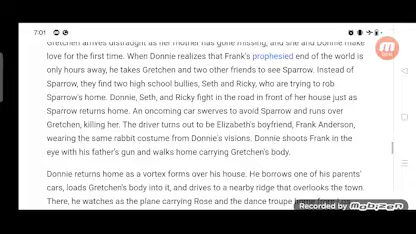 7:01
Gretchen arrives distraught as her mother has gone missing, and she and Donnie make
love for the first time. When Donnie realizes that Frank's prophesied end of the world is
only hours away, he takes Gretchen and two other friends to see Sparrow. Instead of
Sparrow, they find two high school bullies, Seth and Ricky, who are trying to rob
Sparrow's home. Donnie, Seth, and Ricky fight in the road in front of her house just as
Sparrow returns home. An oncoming car swerves to avoid Sparrow and runs over
Gretchen, killing her. The driver turns out to be Elizabeth's boyfriend, Frank Anderson,
wearing the same rabbit costume from Donnie's visions. Donnie shoots Frank in the
eye with his father's gun and walks home carrying Gretchen's body.
Donnie returns home as a vortex forms over his house. He borrows one of his parents'
cars, loads Gretchen's body into it, and drives to a nearby ridge that overlooks the town.
There, he watches as the plane carrying Rose and the dance troupe home
Recorded by
mobizen